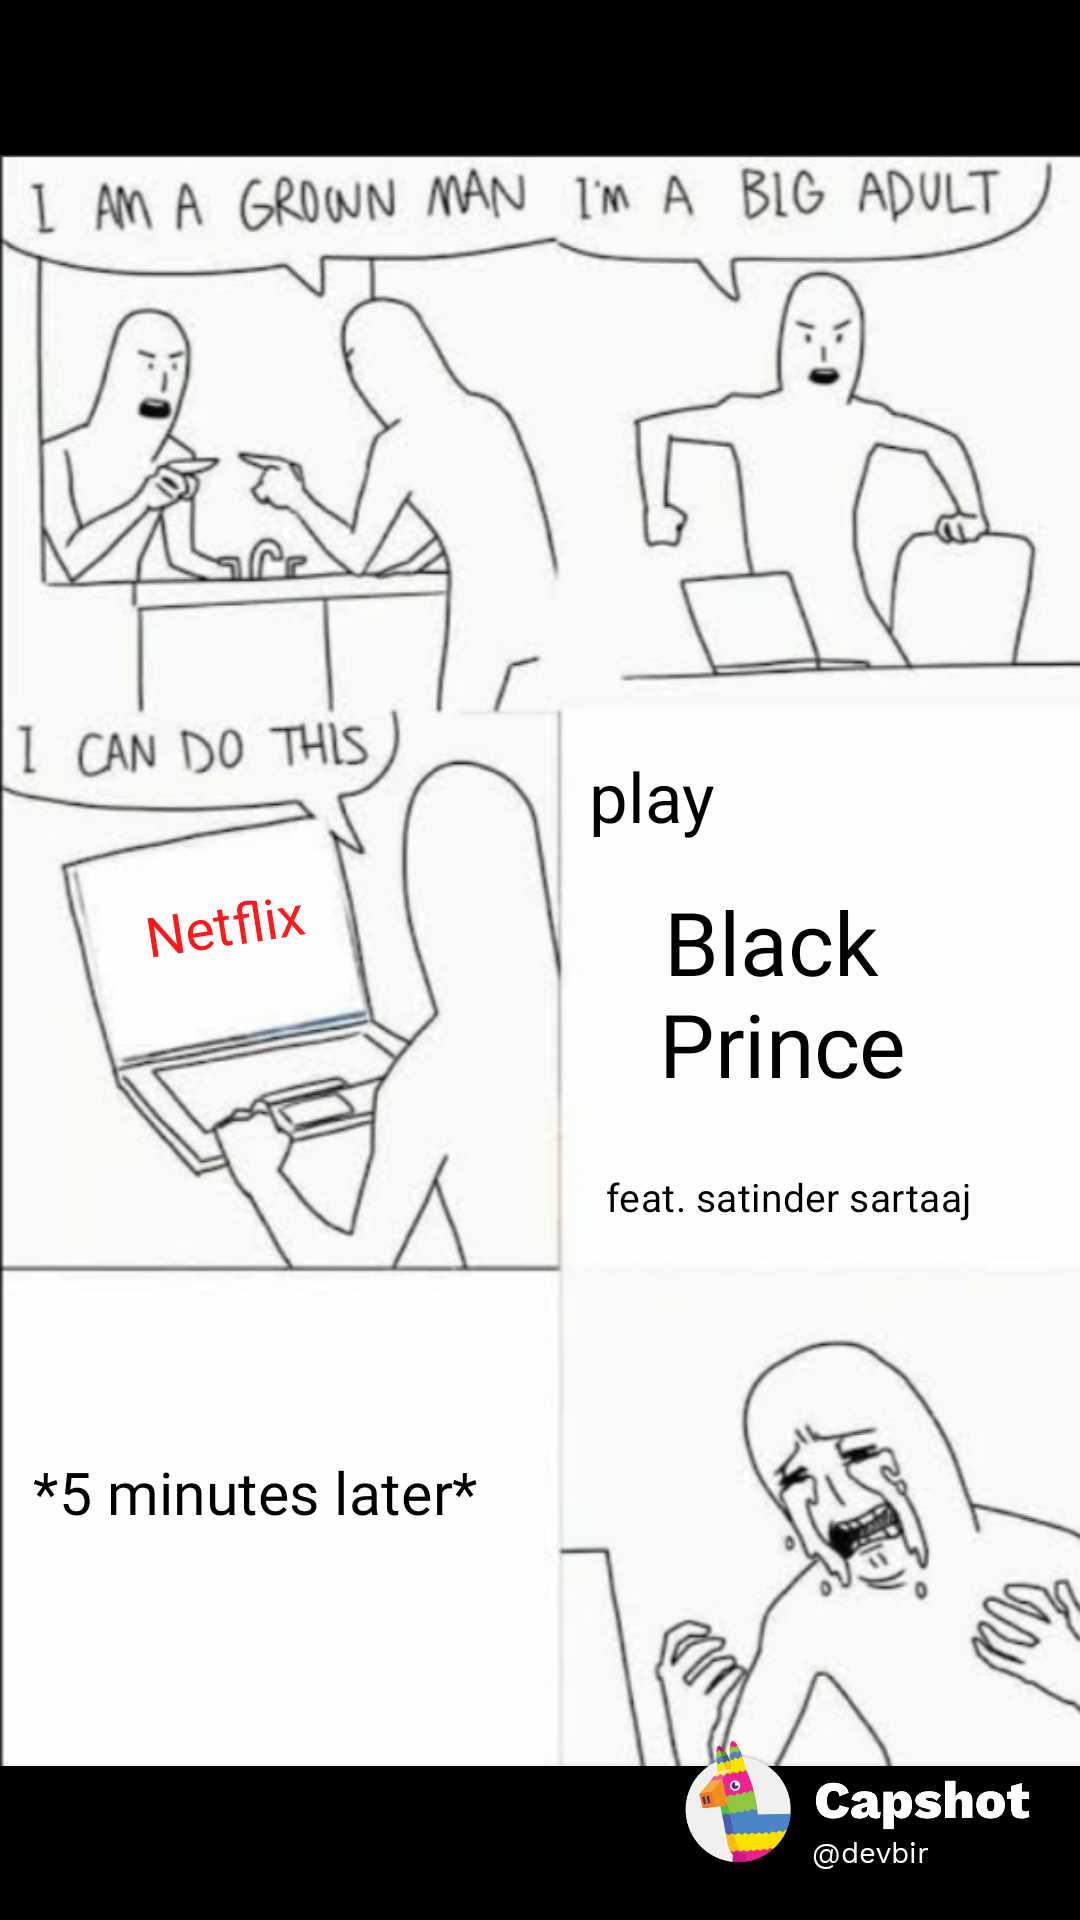 I AM A GROWN MAN
I'm A BIG ADULT
I CAN DO THIS
Netflix
play
Black
Prince
feat. satinder sartaaj
*5 minutes later*
Capshot
@devbir